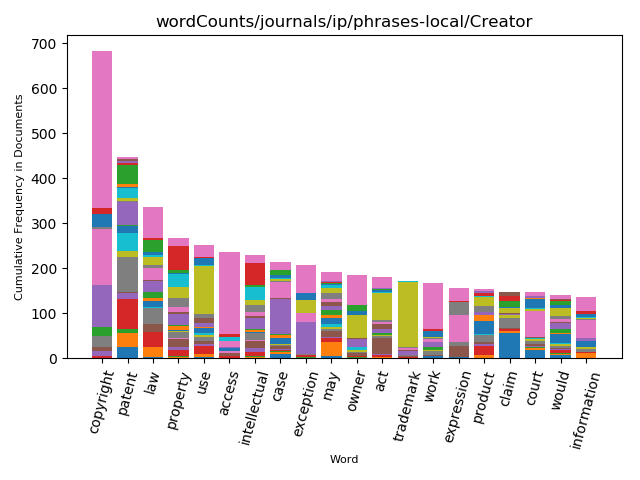 wordCounts/journals/ip/phrases-local/Creator
700
600
500
400
300
200
100
0
Cumulative Frequency in Documents
copyright
patent
law
property
use
access
intellectual
case
exception
may
owner
act
trademark
work
expression
product
claim
court
would
information
Word